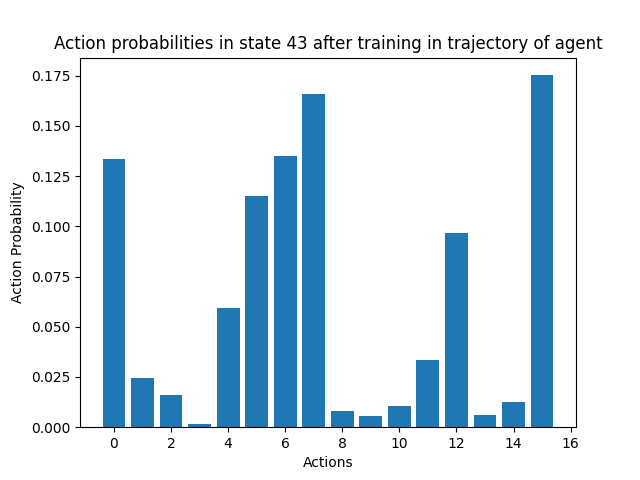 Action probabilities in state 43 after training in trajectory of agent
0.175
0.150
0.125
0.100
0.075
0.050
0.025
0.000
Action Probability
0 2 4 6 8 10 12 14 16
Actions